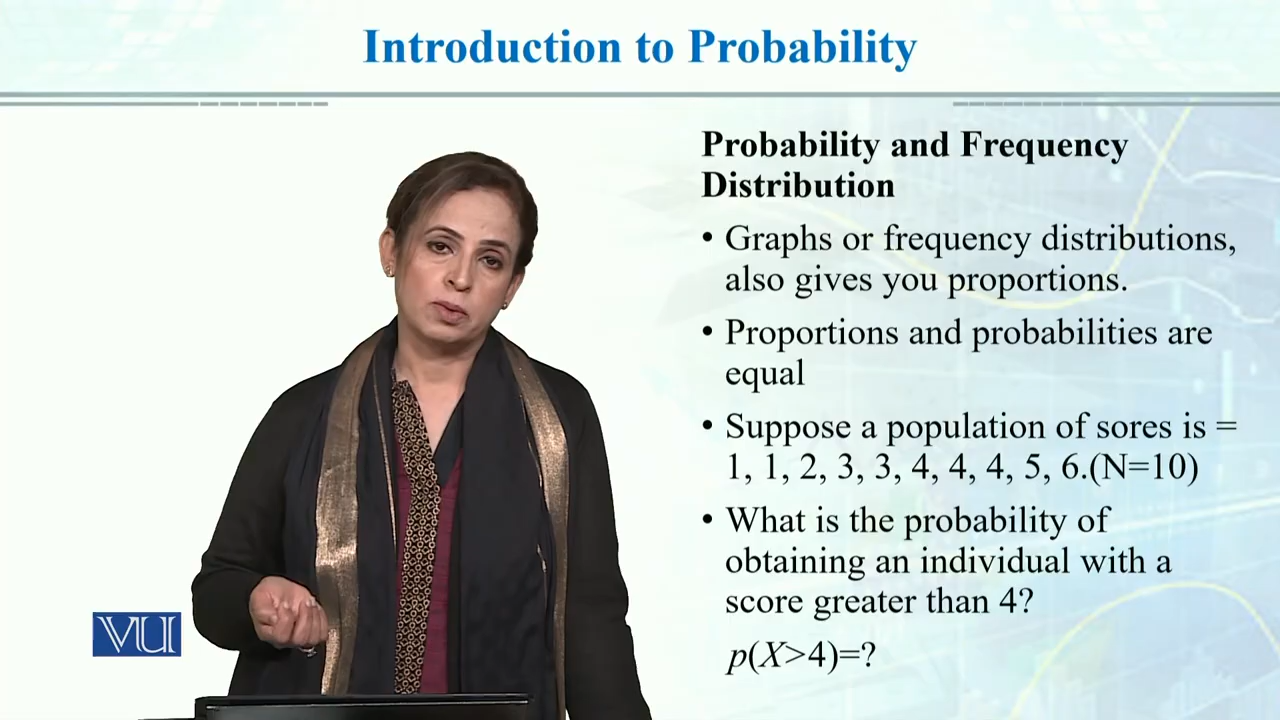 Introduction to Probability
Probability and Frequency
Distribution
• Graphs or frequency distributions,
also gives you proportions.
• Proportions and probabilities are
equal
• Suppose a population of sores is =
1, 1, 2, 3, 3, 4, 4, 4, 5, 6.(N=10)
• What is the probability of
obtaining an individual with a
score greater than 4?
p(X>4)=?
VU